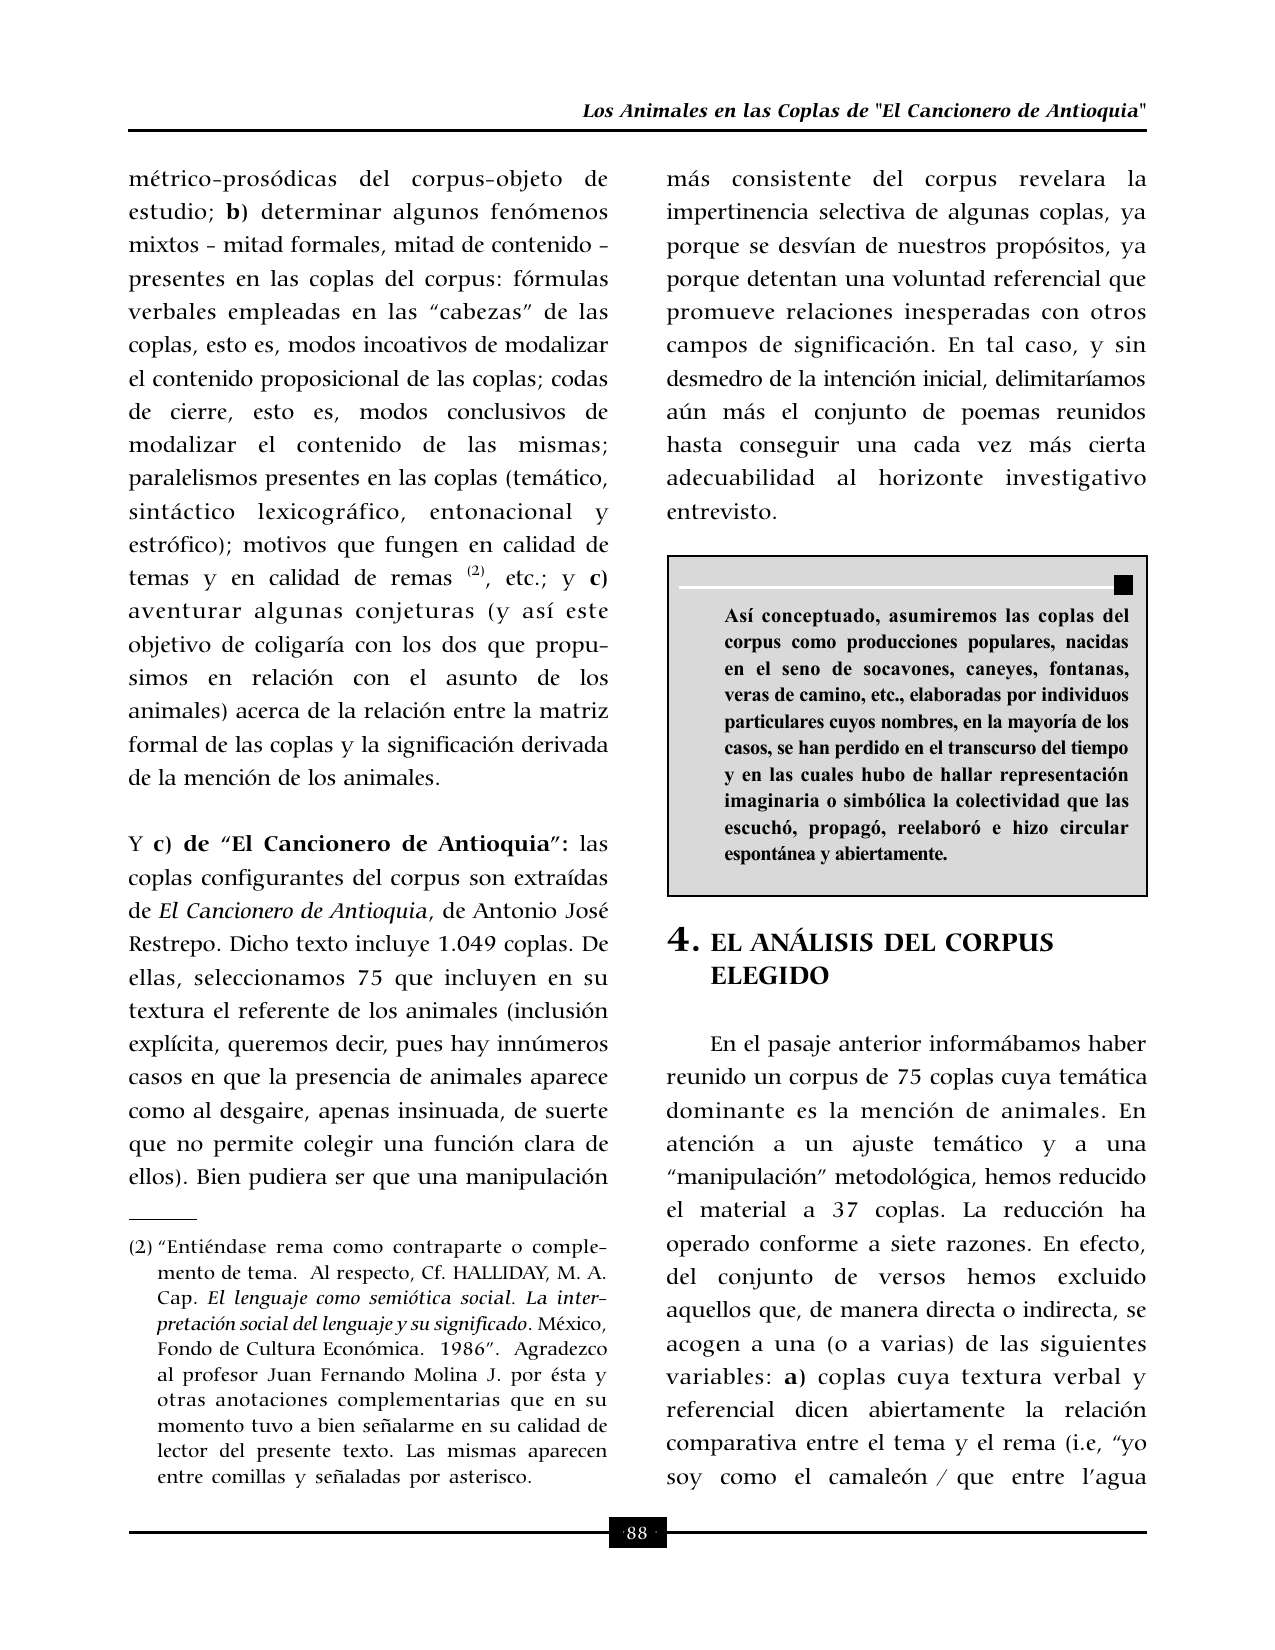 Los Animales en las Coplas de "El Cancionero de Antioquia"
métrico-prosódicas del corpus-objeto de
estudio; b) determinar algunos fenómenos
mixtos - mitad formales, mitad de contenido -
presentes en las coplas del corpus: fórmulas
verbales empleadas en las “cabezas” de las
coplas, esto es, modos incoativos de modalizar
el contenido proposicional de las coplas; codas
de cierre, esto es, modos conclusivos de
modalizar el contenido de las mismas;
paralelismos presentes en las coplas (temático,
sintáctico lexicográfico, entonacional y
estrófico); motivos que fungen en calidad de
temas y en calidad de remas (2), etc.; y c)
aventurar algunas conjeturas (y así este
objetivo de coligaría con los dos que propu-
simos en relación con el asunto de los
animales) acerca de la relación entre la matriz
formal de las coplas y la significación derivada
de la mención de los animales.
Y c) de “El Cancionero de Antioquia”: las
coplas configurantes del corpus son extraídas
de El Cancionero de Antioquia, de Antonio José
Restrepo. Dicho texto incluye 1.049 coplas. De
ellas, seleccionamos 75 que incluyen en su
textura el referente de los animales (inclusión
explícita, queremos decir, pues hay innúmeros
casos en que la presencia de animales aparece
como al desgaire, apenas insinuada, de suerte
que no permite colegir una función clara de
ellos). Bien pudiera ser que una manipulación
(2) “Entiéndase rema como contraparte o comple-
mento de tema. Al respecto, Cf. HALLIDAY, M. A.
Cap. El lenguaje como semiótica social. La inter-
pretación social del lenguaje y su significado. México,
Fondo de Cultura Económica. 1986”. Agradezco
al profesor Juan Fernando Molina J. por ésta y
otras anotaciones complementarias que en su
momento tuvo a bien señalarme en su calidad de
lector del presente texto. Las mismas aparecen
entre comillas y señaladas por asterisco.
más consistente del corpus revelara la
impertinencia selectiva de algunas coplas, ya
porque se desvían de nuestros propósitos, ya
porque detentan una voluntad referencial que
promueve relaciones inesperadas con otros
campos de significación. En tal caso, y sin
desmedro de la intención inicial, delimitaríamos
aún más el conjunto de poemas reunidos
hasta conseguir una cada vez más cierta
adecuabilidad al horizonte investigativo
entrevisto.
Así conceptuado, asumiremos las coplas del
corpus como producciones populares, nacidas
en el seno de socavones, caneyes, fontanas,
veras de camino, etc., elaboradas por individuos
particulares cuyos nombres, en la mayoría de los
casos, se han perdido en el transcurso del tiempo
y en las cuales hubo de hallar representación
imaginaria o simbólica la colectividad que las
escuchó, propagó, reelaboró e hizo circular
espontánea y abiertamente.
4. EL ANÁLISIS DEL CORPUS
ELEGIDO
En el pasaje anterior informábamos haber
reunido un corpus de 75 coplas cuya temática
dominante es la mención de animales. En
atención a un ajuste temático y a una
“manipulación” metodológica, hemos reducido
el material a 37 coplas. La reducción ha
operado conforme a siete razones. En efecto,
del conjunto de versos hemos excluido
aquellos que, de manera directa o indirecta, se
acogen a una (o a varias) de las siguientes
variables: a) coplas cuya textura verbal y
referencial dicen abiertamente la relación
comparativa entre el tema y el rema (i.e, “yo
soy como el camaleón / que entre l’agua
88